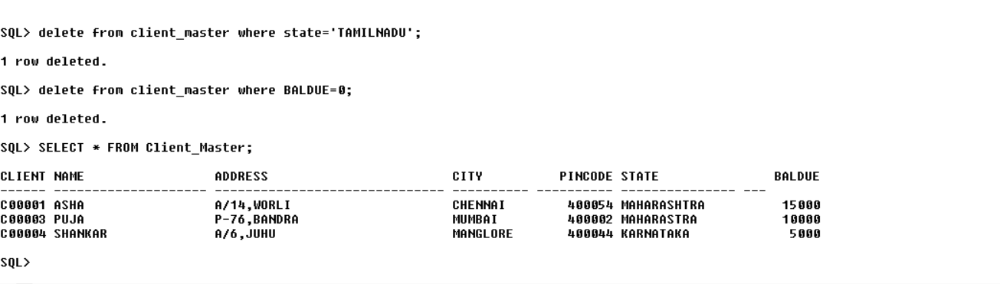 SQL> delete from client_master where state='TAMILNADU';
1 row deleted.
SQL> delete from client_master where BALDUE=0;
1 row deleted.
SQL> SELECT * FROM Client_Master;
CLIENT NAME                 ADDRESS                        CITY          PINCODE STATE               BALDUE
------ -------------------- ------------------------------ ---------- ---------- --------------- ---
C00001 ASHA                 A/14,WORLI                     CHENNAI        400054 MAHARASHTRA          15000
C00003 PUJA                 P-76,BANDRA                    MUMBAI         400002 MAHARASTRA           10000
C00004 SHANKAR              A/6,JUHU                       MANGLORE       400044 KARNATAKA             5000
SQL>